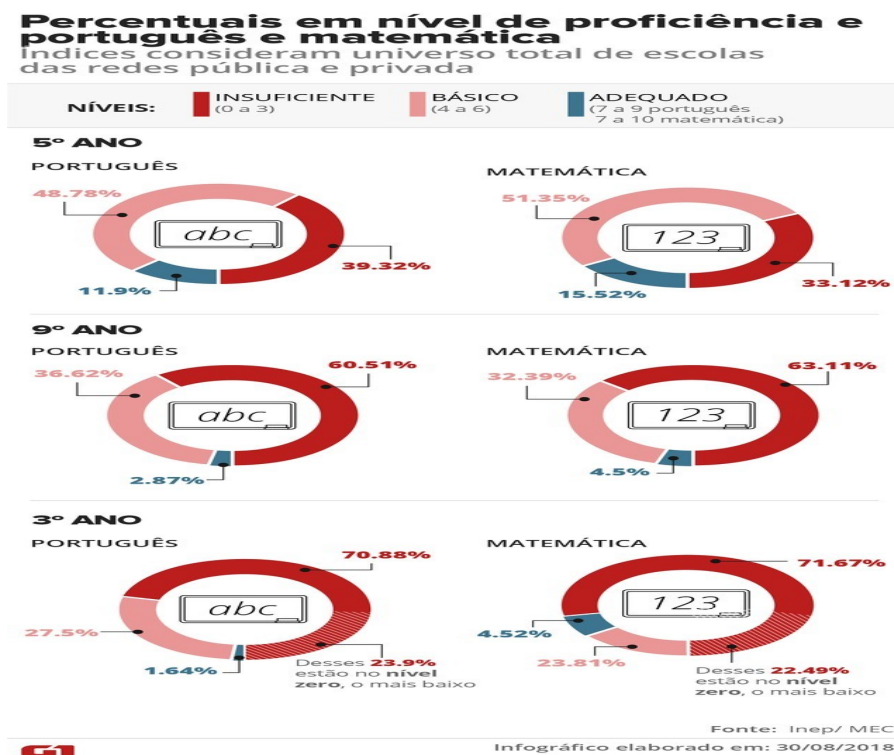 Percentuais em nível de proficiência e
português e matemática
Índices consideram universo total de escolas
das redes pública e privada
NÍVEIS:
INSUFICIENTE
(0 a 3)
BÁSICO
(4 a 6)
ADEQUADO
(7 a 9 português
7 a 10 matemática)
5º ANO
PORTUGUÊS
48.78%
abc
39.32%
11.9%
MATEMÁTICA
51.35%
123
33.12%
15.52%
9º ANO
PORTUGUÊS
36.62%
60.51%
abc
2.87%
MATEMÁTICA
32.39%
63.11%
123
4.5%
3º ANO
PORTUGUÊS
70.88%
abc
27.5%
1.64%
Desses 23.9%
estão no nível
zero, o mais baixo
MATEMÁTICA
71.67%
123
4.52%
23.81%
Desses 22.49%
estão no nível
zero, o mais baixo
Fonte: Inep/ MEC
Infográfico elaborado em: 30/08/2018